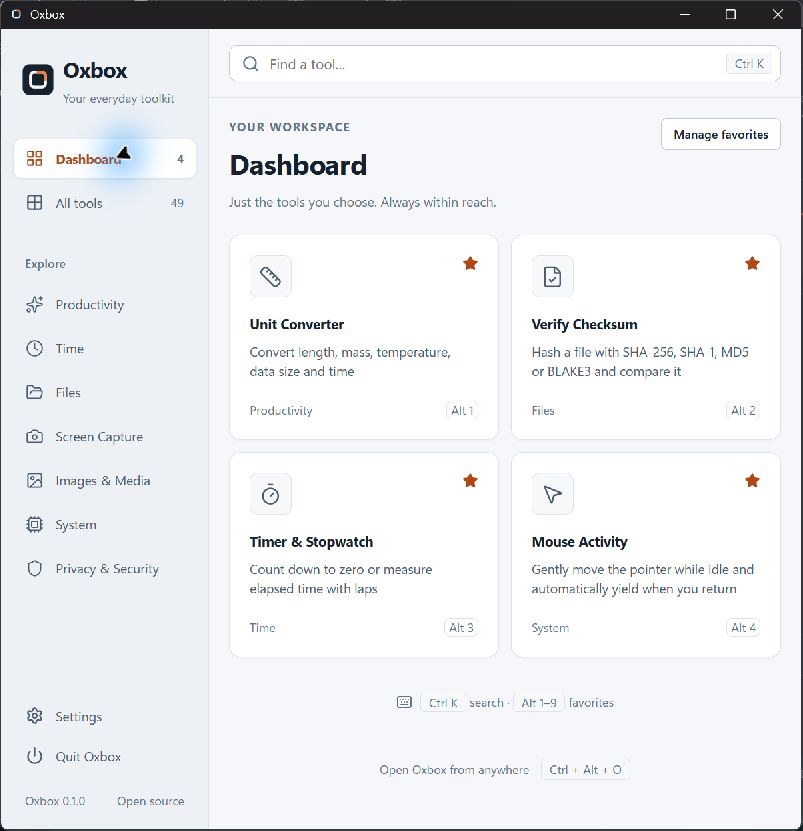 Oxbox
Oxbox
Your everyday toolkit
Dashboard 4
All tools 49
Explore
Productivity
Time
Files
Screen Capture
Images & Media
System
Privacy & Security
Settings
Quit Oxbox
Oxbox 0.1.0 Open source
Find a tool... Ctrl K
YOUR WORKSPACE
Manage favorites
Dashboard
Just the tools you choose. Always within reach.
Unit Converter
Convert length, mass, temperature,
data size and time
Productivity Alt 1
Verify Checksum
Hash a file with SHA-256, SHA-1, MD5
or BLAKE3 and compare it
Files Alt 2
Timer & Stopwatch
Count down to zero or measure
elapsed time with laps
Time Alt 3
Mouse Activity
Gently move the pointer while idle and
automatically yield when you return
System Alt 4
Ctrl K search · Alt 1–9 favorites
Open Oxbox from anywhere Ctrl + Alt + O